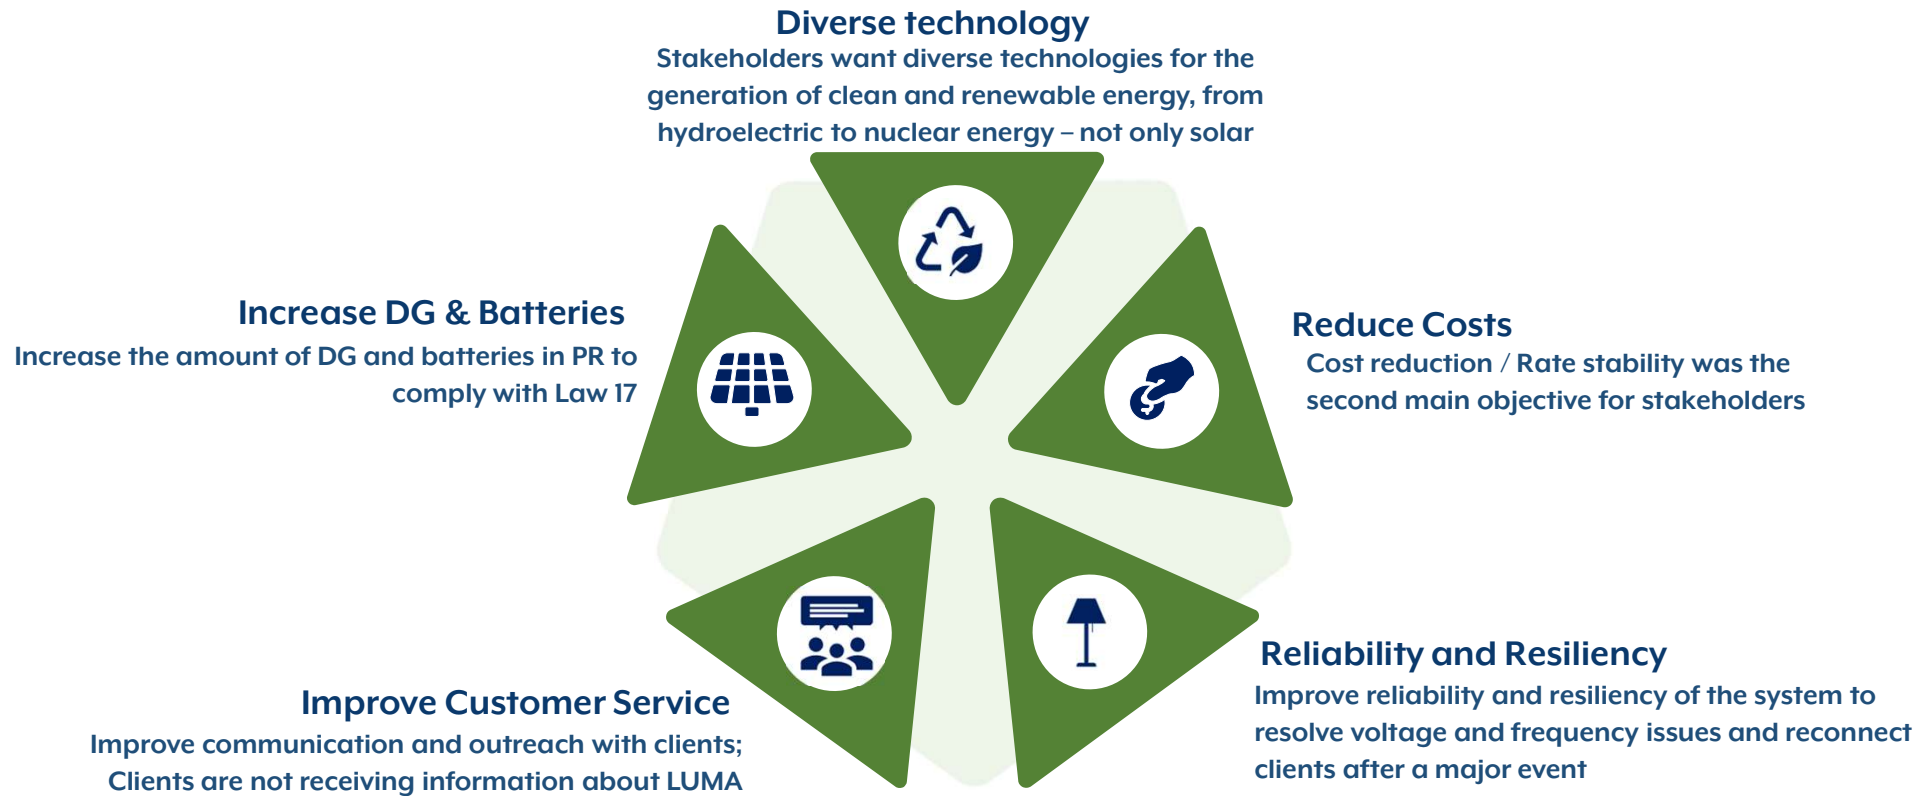 Diverse technology
Stakeholders want diverse technologies for the
generation of clean and renewable energy, from
hydroelectric to nuclear energy – not only solar
Increase DG & Batteries
Increase the amount of DG and batteries in PR to
comply with Law 17
Reduce Costs
Cost reduction / Rate stability was the
second main objective for stakeholders
Improve Customer Service
Improve communication and outreach with clients;
Clients are not receiving information about LUMA
Reliability and Resiliency
Improve reliability and resiliency of the system to
resolve voltage and frequency issues and reconnect
clients after a major event